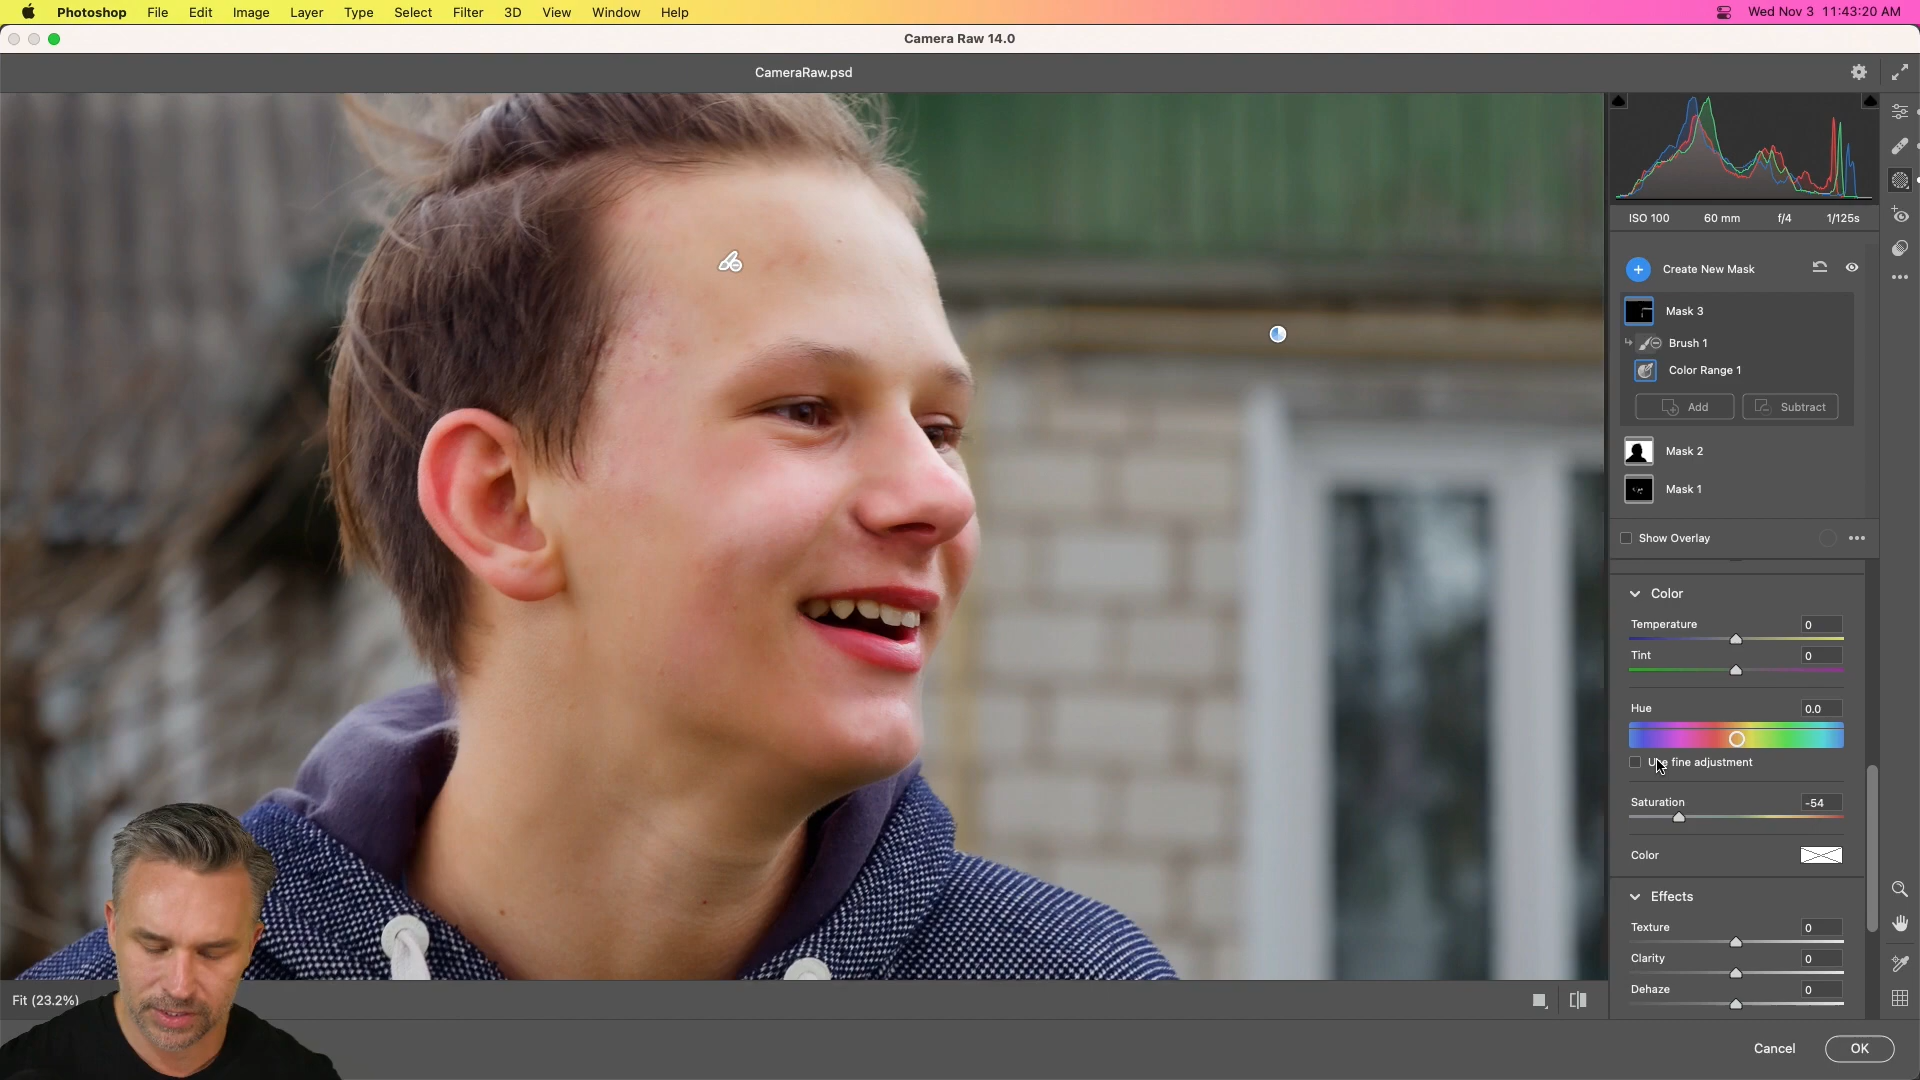 Photoshop File Edit Image Layer Type Select Filter 3D View Window Help Wed Nov 3 11:43:20 AM
Camera Raw 14.0
CameraRaw.psd
ISO 100 60 mm f/4 1/125s
Create New Mask
Mask 3
Brush 1
Color Range 1
Add Subtract
Mask 2
Mask 1
Show Overlay
Color
Temperature 0
Tint 0
Hue 0.0
Use fine adjustment
Saturation -54
Color
Effects
Texture 0
Clarity 0
Dehaze 0
Fit (23.2%)
Cancel OK